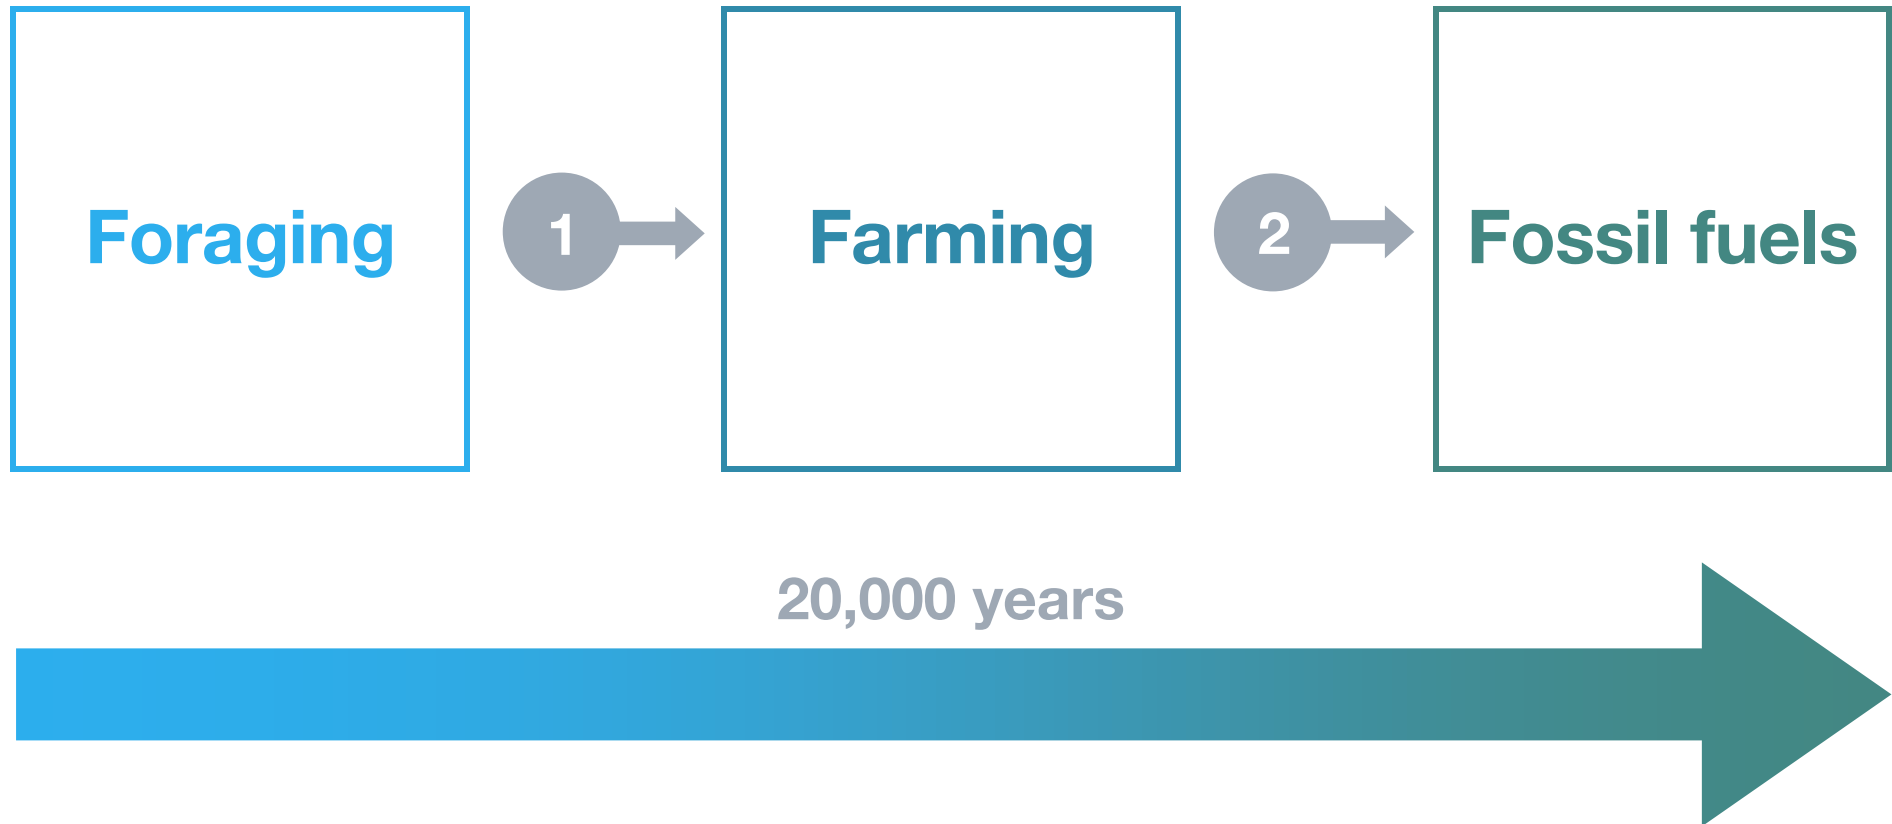 Foraging
1
Farming
2
Fossil fuels
20,000 years